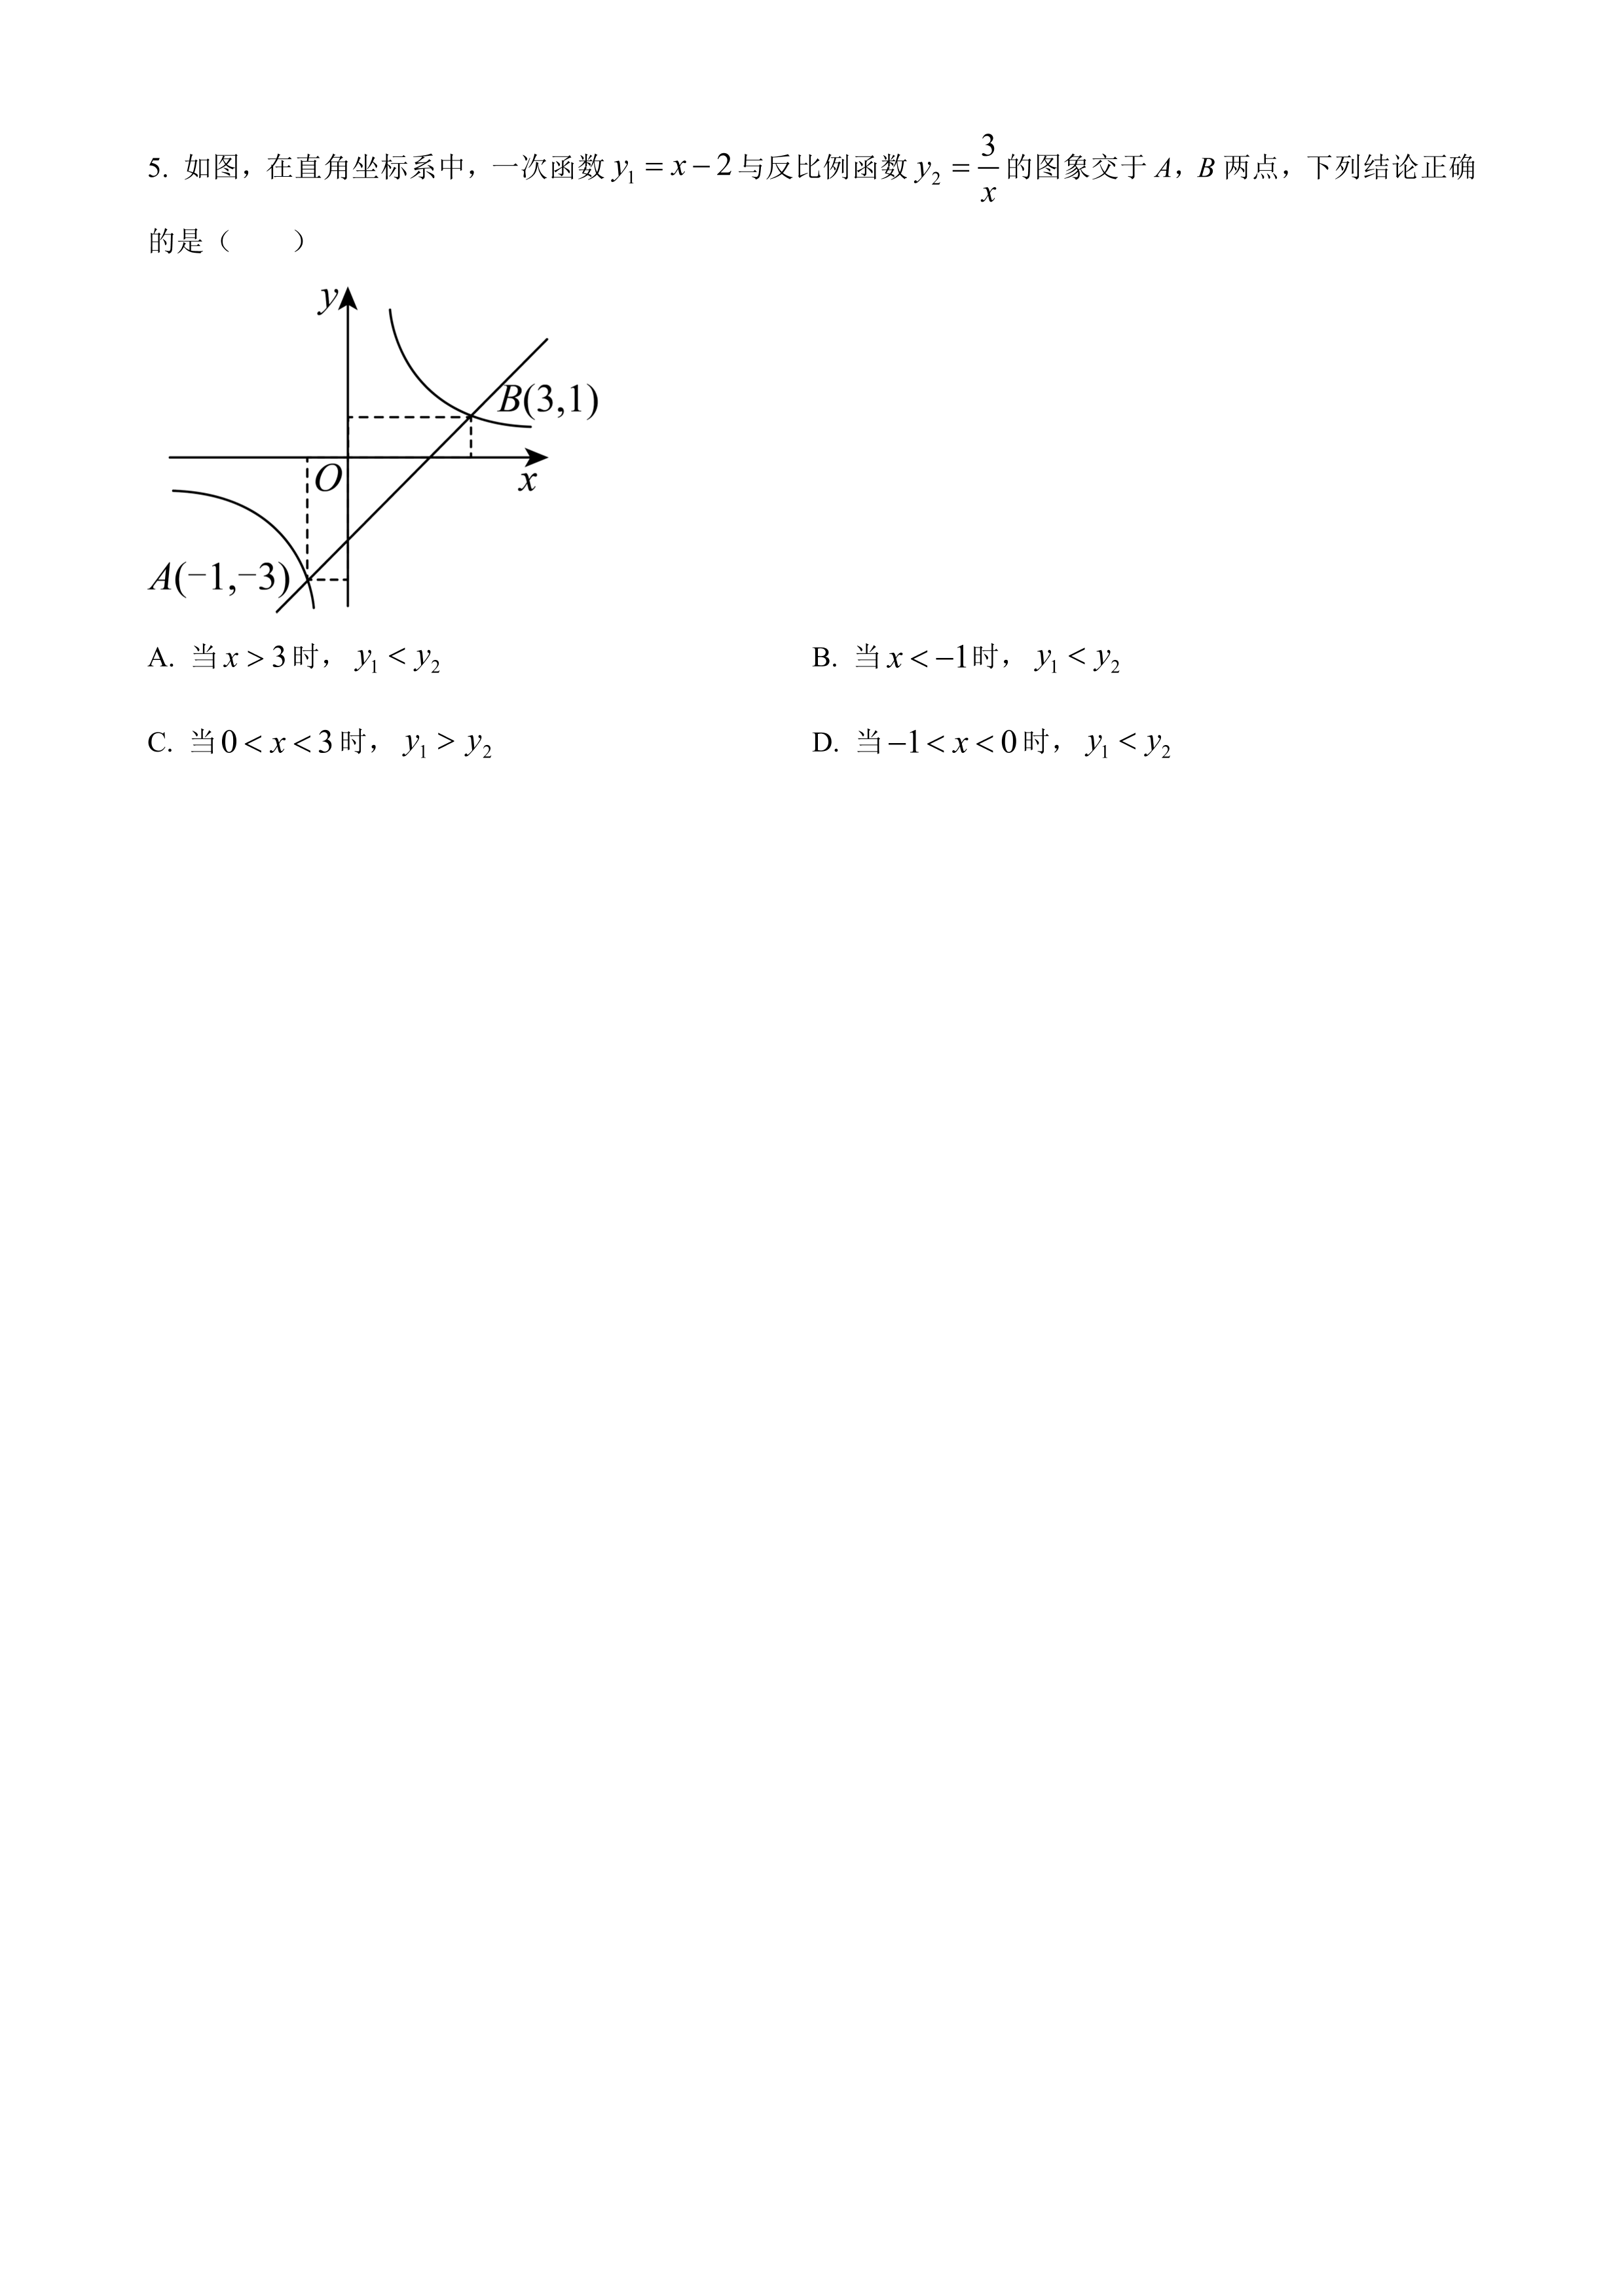 5. 如图，在直角坐标系中，一次函数 y₁ = x − 2 与反比例函数 y₂ = 3/x 的图象交于 A，B 两点，下列结论正确
的是（　　）
y
B(3,1)
O
x
A(−1,−3)
A. 当 x > 3 时， y₁ < y₂
B. 当 x < −1 时， y₁ < y₂
C. 当 0 < x < 3 时， y₁ > y₂
D. 当 −1 < x < 0 时， y₁ < y₂